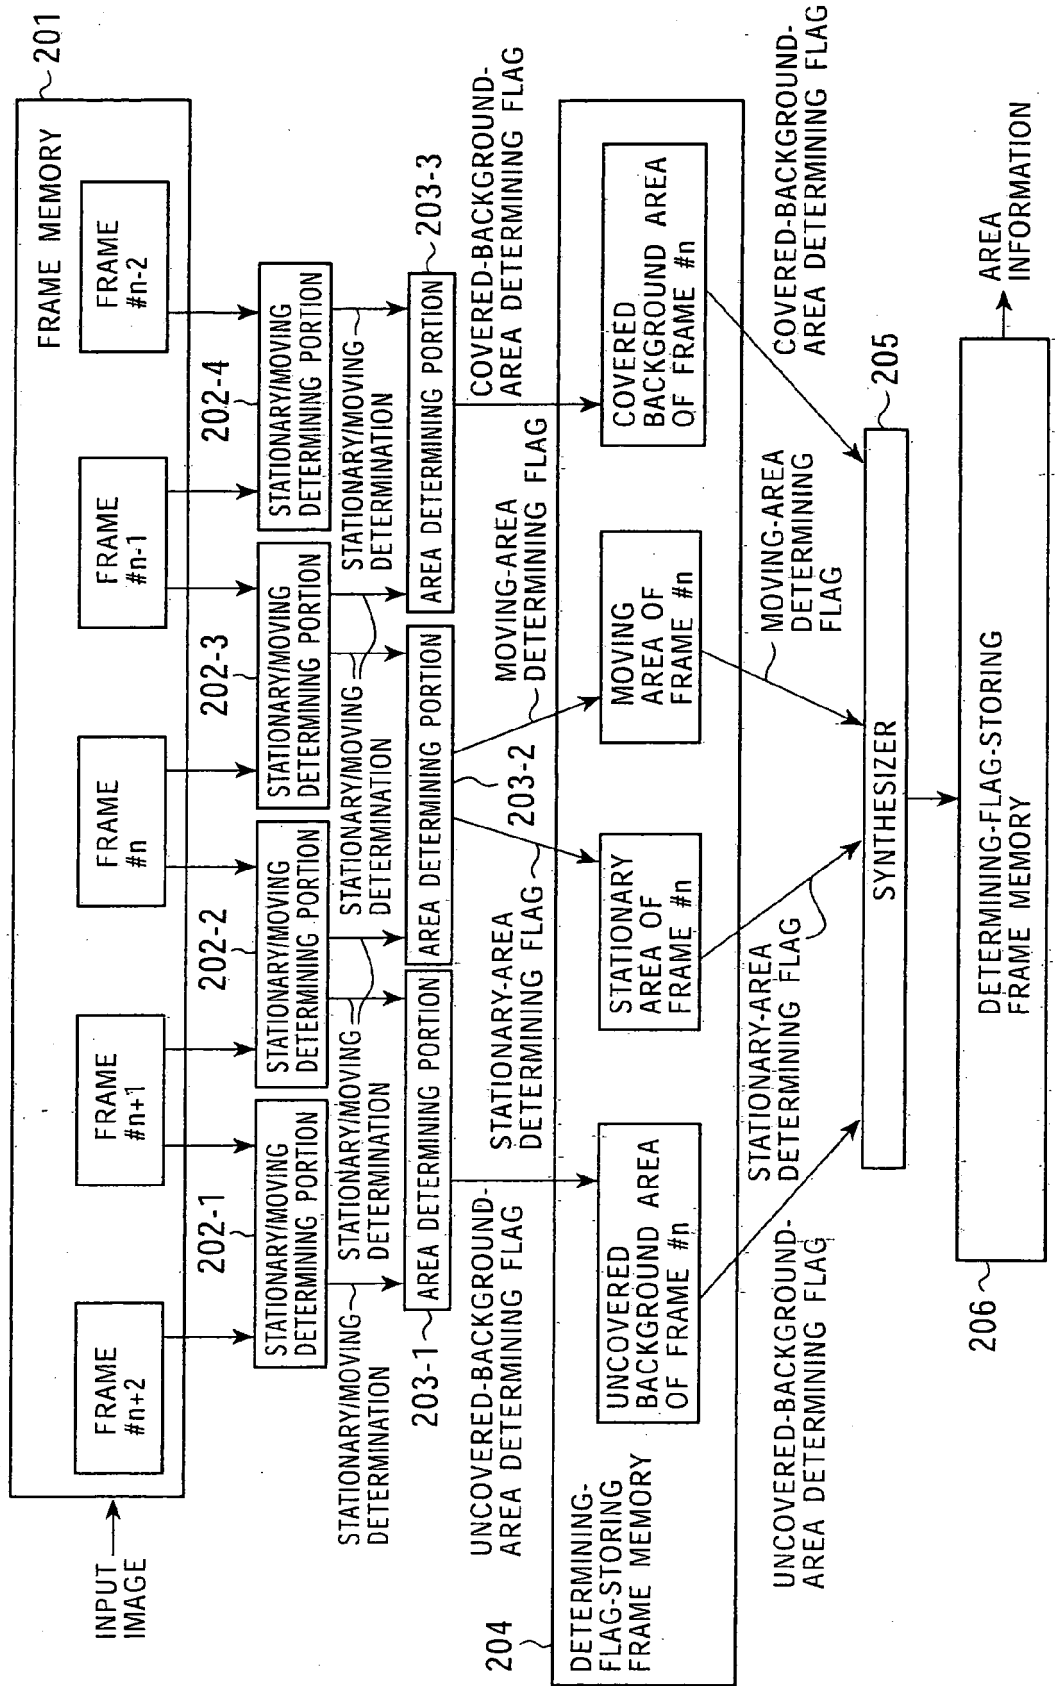 INPUT
IMAGE
FRAME MEMORY
201
FRAME
#n+2
FRAME
#n+1
FRAME
#n
FRAME
#n-1
FRAME
#n-2
202-1
202-2
202-3
202-4
STATIONARY/MOVING
DETERMINING PORTION
STATIONARY/MOVING
DETERMINING PORTION
STATIONARY/MOVING
DETERMINING PORTION
STATIONARY/MOVING
DETERMINING PORTION
STATIONARY/MOVING
DETERMINATION
STATIONARY/MOVING
DETERMINATION
STATIONARY/MOVING
DETERMINATION
STATIONARY/MOVING
DETERMINATION
203-1
AREA DETERMINING PORTION
AREA DETERMINING PORTION
AREA DETERMINING PORTION
203-3
203-2
UNCOVERED-BACKGROUND-
AREA DETERMINING FLAG
STATIONARY-AREA
DETERMINING FLAG
MOVING-AREA
DETERMINING FLAG
COVERED-BACKGROUND-
AREA DETERMINING FLAG
204
DETERMINING-
FLAG-STORING
FRAME MEMORY
UNCOVERED
BACKGROUND AREA
OF FRAME #n
STATIONARY
AREA OF
FRAME #n
MOVING
AREA OF
FRAME #n
COVERED
BACKGROUND AREA
OF FRAME #n
UNCOVERED-BACKGROUND-
AREA DETERMINING FLAG
STATIONARY-AREA
DETERMINING FLAG
MOVING-AREA
DETERMINING
FLAG
COVERED-BACKGROUND-
AREA DETERMINING FLAG
SYNTHESIZER
205
206
DETERMINING-FLAG-STORING
FRAME MEMORY
AREA
INFORMATION